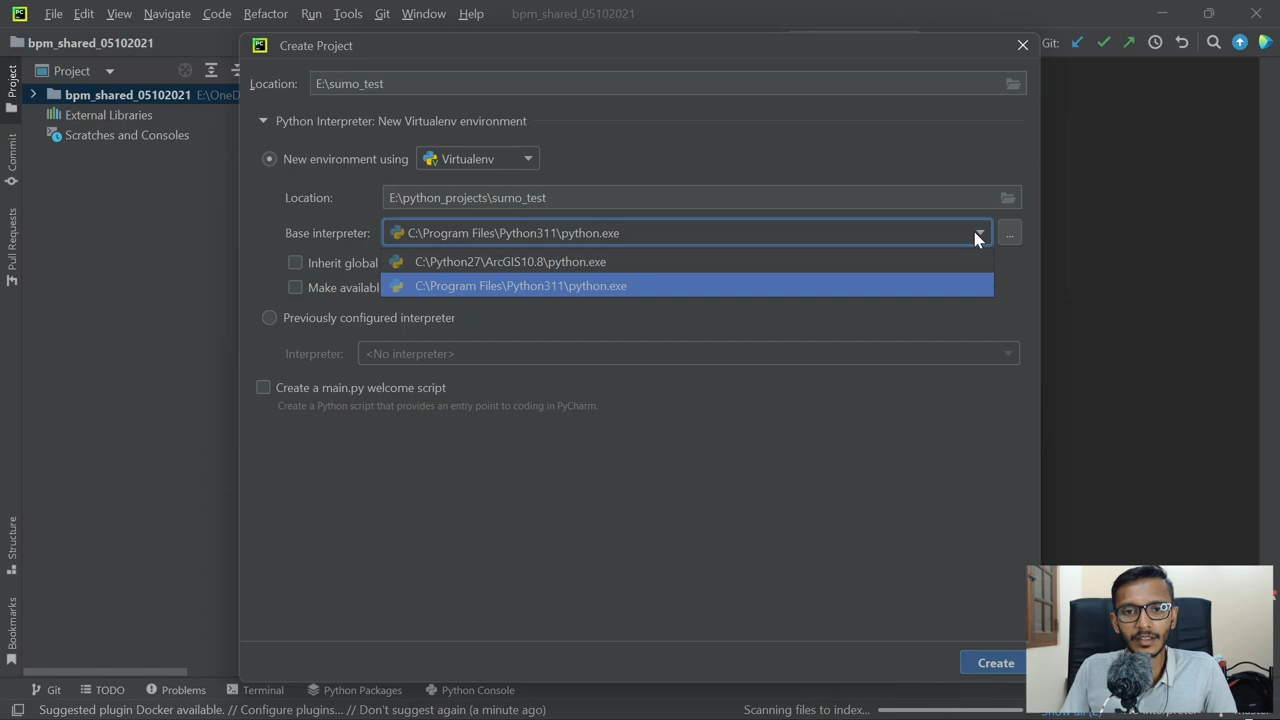 File Edit View Navigate Code Refactor Run Tools Git Window Help bpm_shared_05102021
bpm_shared_05102021
Create Project
Git:
Project
Location: E:\sumo_test
bpm_shared_05102021 E:\OneD
External Libraries
Scratches and Consoles
Python Interpreter: New Virtualenv environment
New environment using Virtualenv
Location: E:\python_projects\sumo_test
Base interpreter: C:\Program Files\Python311\python.exe
...
Inherit global
C:\Python27\ArcGIS10.8\python.exe
Make availabl
C:\Program Files\Python311\python.exe
Previously configured interpreter
Interpreter: <No interpreter>
Create a main.py welcome script
Create a Python script that provides an entry point to coding in PyCharm.
Create
Project
Commit
Pull Requests
Structure
Bookmarks
Git TODO Problems Terminal Python Packages Python Console
Suggested plugin Docker available. // Configure plugins... // Don't suggest again (a minute ago) Scanning files to index...